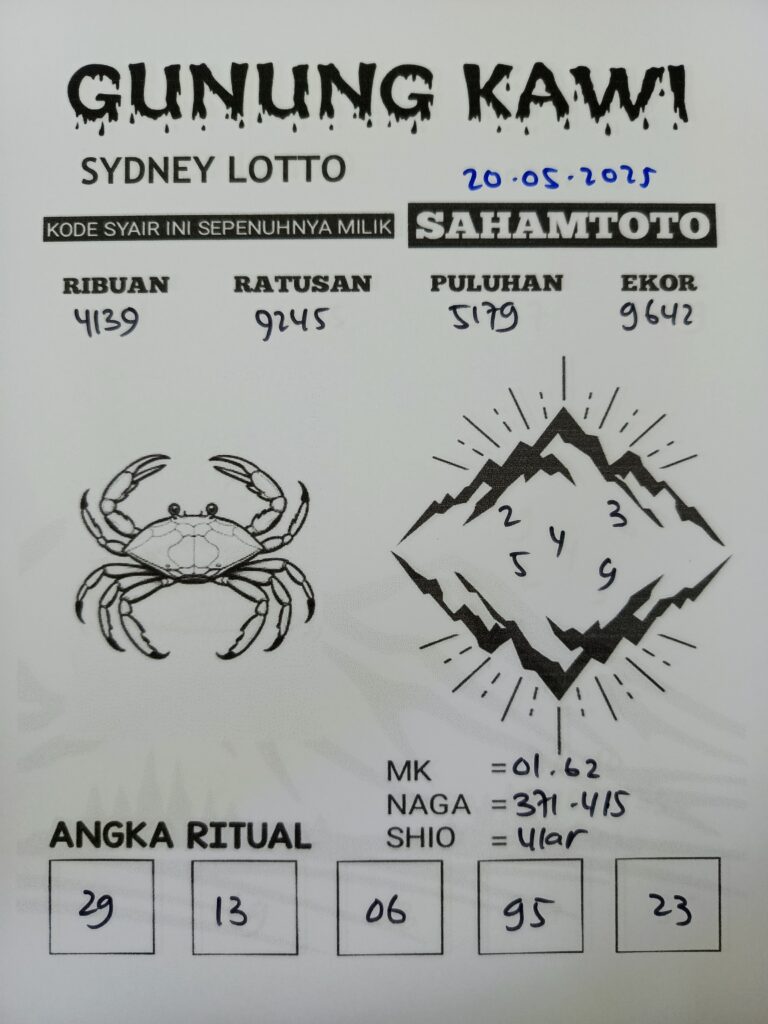 GUNUNG KAWI
SYDNEY LOTTO 20.05.2025
KODE SYAIR INI SEPENUHNYA MILIK SAHAMTOTO
RIBUAN RATUSAN PULUHAN EKOR
4139 9245 5179 9642
2 3
4
5 9
MK = 01.62
NAGA = 371-415
SHIO = ular
ANGKA RITUAL
29 13 06 95 23